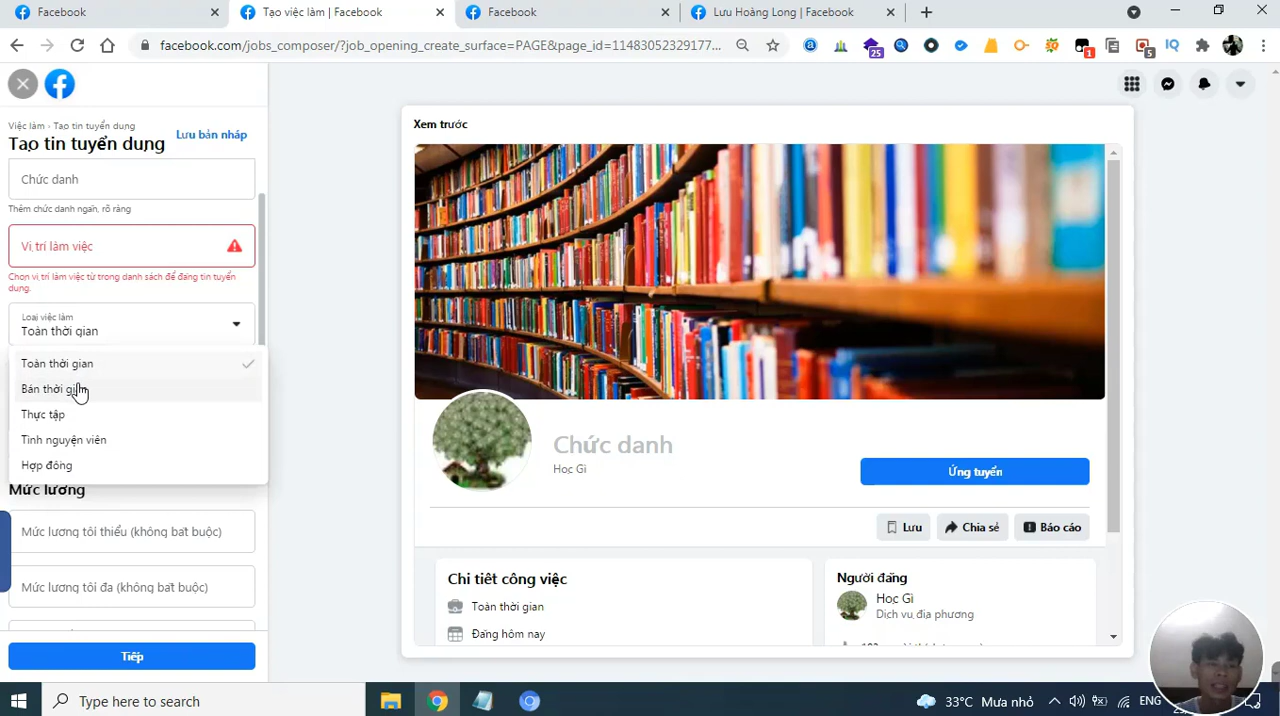 Facebook
Tạo việc làm | Facebook
Facebook
Lưu Hoàng Long | Facebook
facebook.com/jobs_composer/?job_opening_create_surface=PAGE&page_id=11483052329177...
25
1
5
IQ
Việc làm › Tạo tin tuyển dụng
Tạo tin tuyển dụng
Lưu bản nháp
Chức danh
Thêm chức danh ngắn, rõ ràng
Vị trí làm việc
Chọn vị trí làm việc từ trong danh sách để đăng tin tuyển
dụng.
Loại việc làm
Toàn thời gian
Toàn thời gian
Bán thời gian
Thực tập
Tình nguyện viên
Hợp đồng
Mức lương
Mức lương tối thiểu (không bắt buộc)
Mức lương tối đa (không bắt buộc)
Tiếp
Xem trước
Chức danh
Học Gì
Ứng tuyển
Lưu
Chia sẻ
Báo cáo
Chi tiết công việc
Toàn thời gian
Đăng hôm nay
Người đăng
Học Gì
Dịch vụ địa phương
Type here to search
33°C Mưa nhỏ
ENG